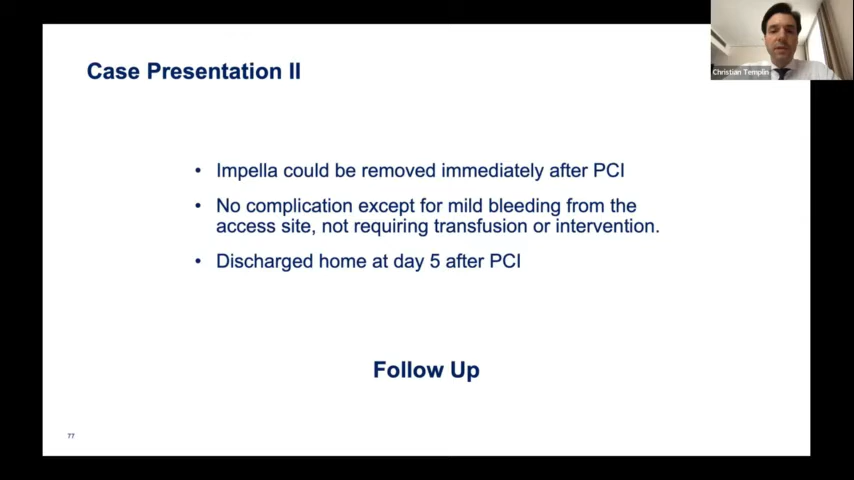 Case Presentation II
Christian Templin
• Impella could be removed immediately after PCI
• No complication except for mild bleeding from the
access site, not requiring transfusion or intervention.
• Discharged home at day 5 after PCI
Follow Up
77